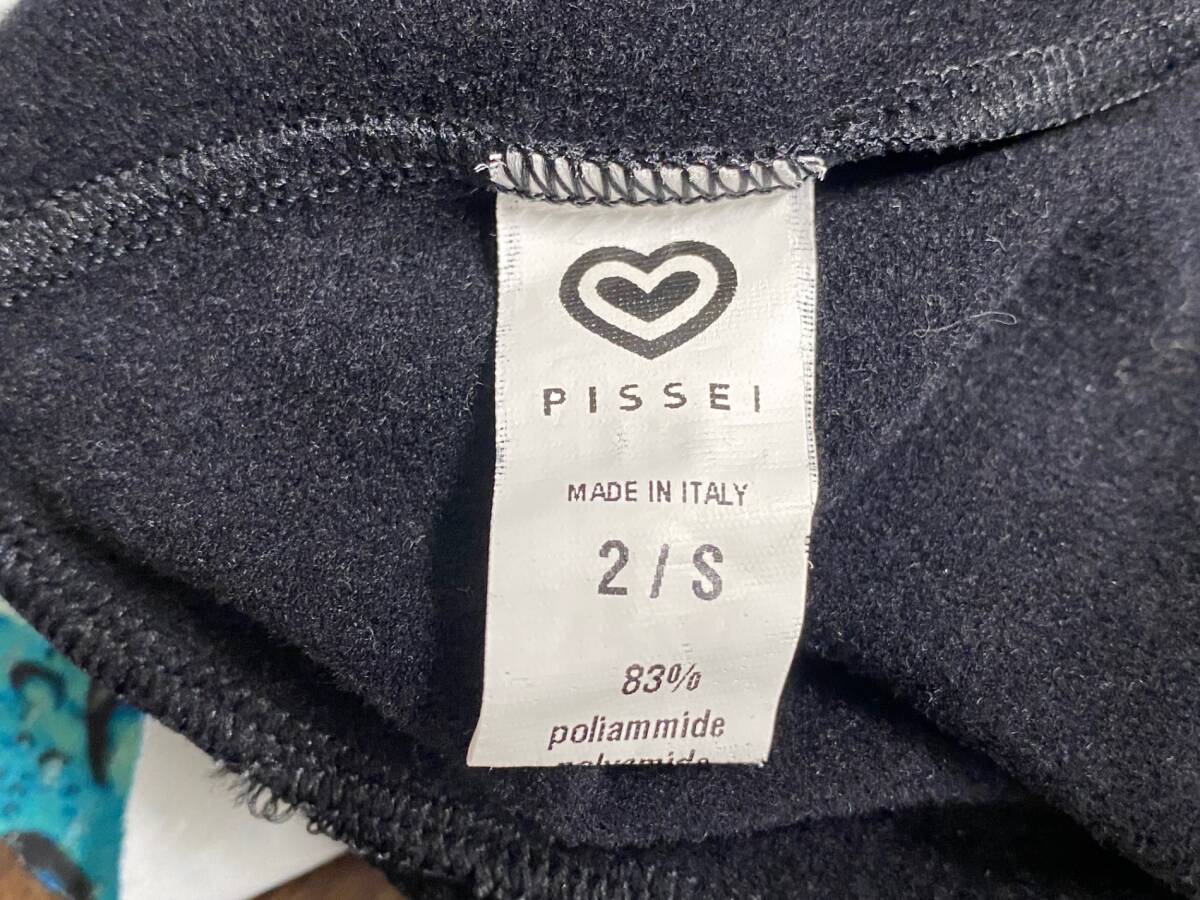 PISSEI
MADE IN ITALY
2/S
83%
poliammide